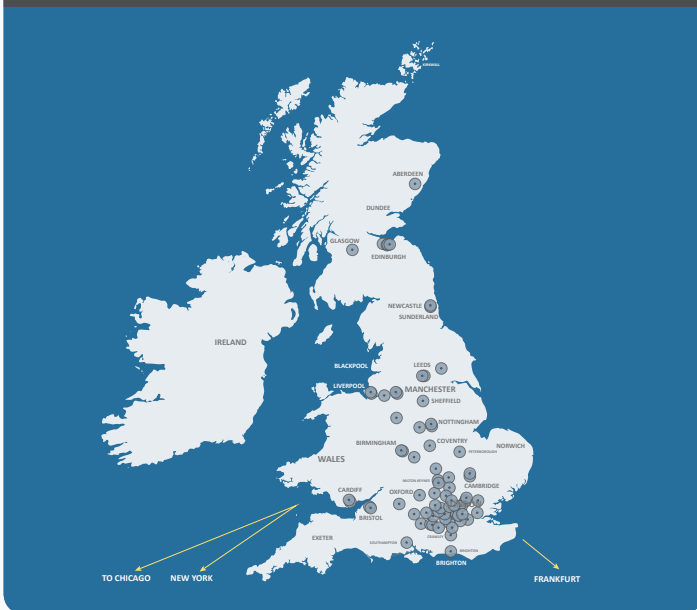 KIRKWALL
ABERDEEN
DUNDEE
GLASGOW
EDINBURGH
NEWCASTLE
SUNDERLAND
IRELAND
BLACKPOOL
LEEDS
LIVERPOOL
MANCHESTER
SHEFFIELD
NOTTINGHAM
BIRMINGHAM
COVENTRY
NORWICH
PETERBOROUGH
WALES
MILTON KEYNES
CAMBRIDGE
CARDIFF
OXFORD
BRISTOL
EXETER
SOUTHAMPTON
CRAWLEY
BRIGHTON
BRIGHTON
TO CHICAGO
NEW YORK
FRANKFURT